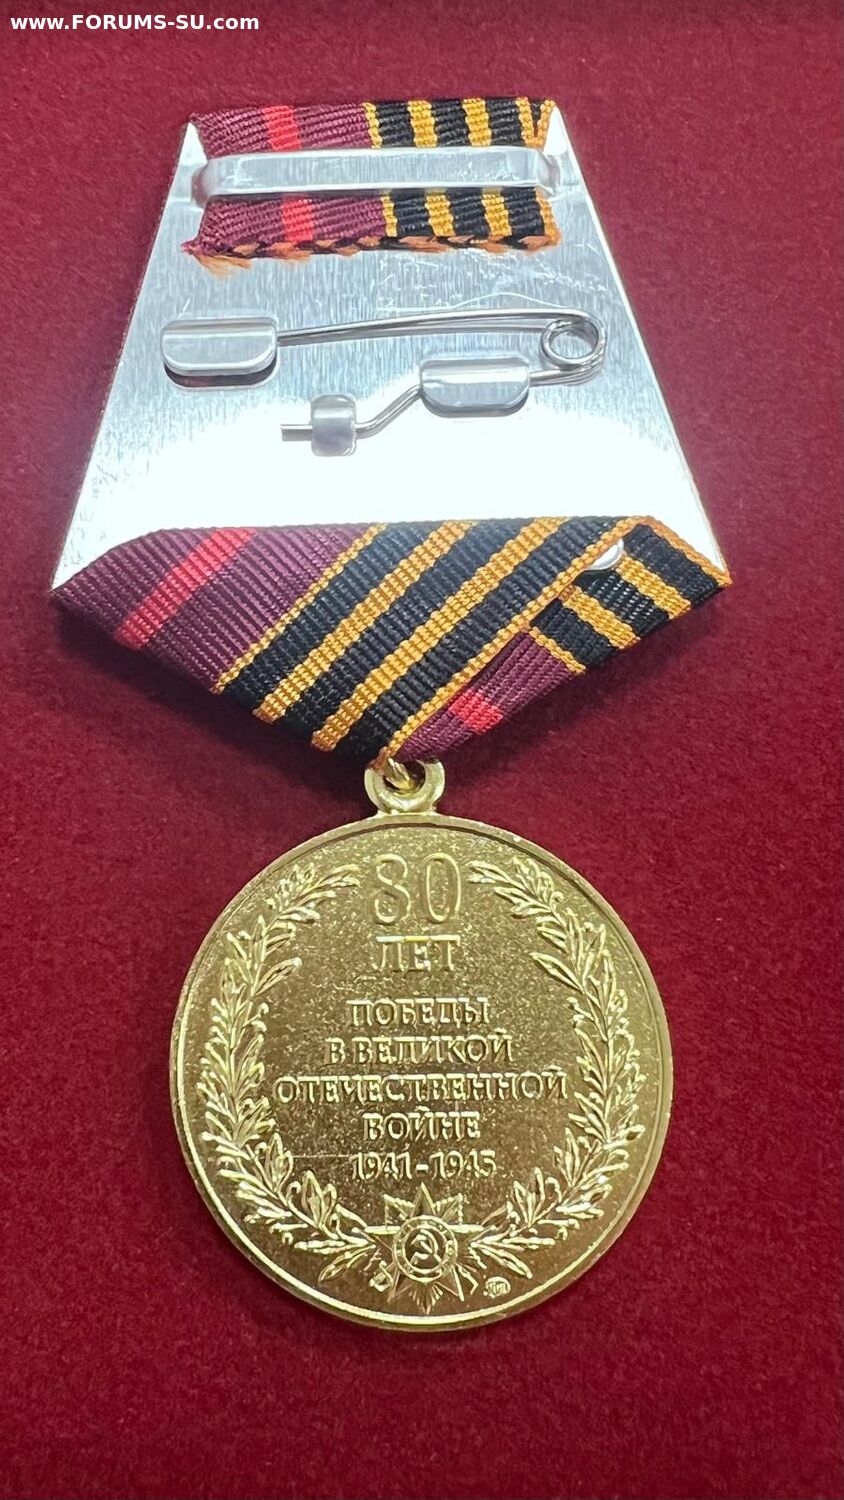 www.FORUMS-SU.com
80
ЛЕТ
ПОБЕДЫ
В ВЕЛИКОЙ
ОТЕЧЕСТВЕННОЙ
ВОЙНЕ
1941-1945